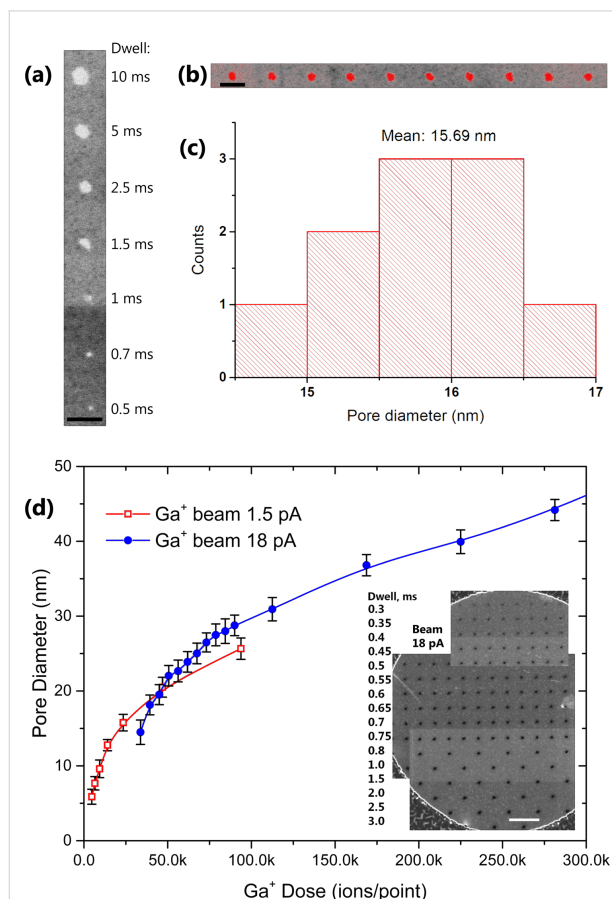 (a)
Dwell:
10 ms
5 ms
2.5 ms
1.5 ms
1 ms
0.7 ms
0.5 ms
(b)
(c)
Mean: 15.69 nm
3
2
1
0
Counts
15
16
17
Pore diameter (nm)
(d)
50
40
30
20
10
0
Pore Diameter (nm)
Ga+ beam 1.5 pA
Ga+ beam 18 pA
Dwell, ms
0.3
0.35
0.4
0.45
0.5
0.55
0.6
0.65
0.7
0.75
0.8
1.0
1.5
2.0
2.5
3.0
Beam
18 pA
0.0
50.0k
100.0k
150.0k
200.0k
250.0k
300.0k
Ga+ Dose (ions/point)